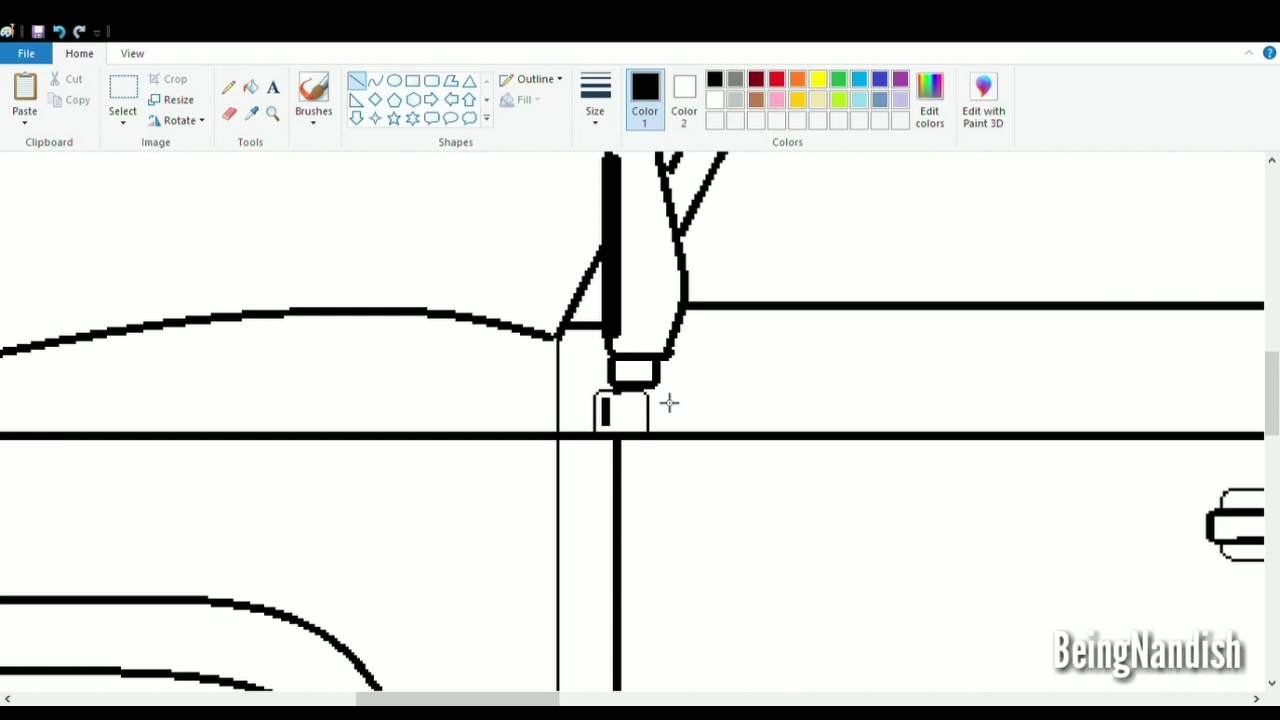 File Home View
Paste
Cut
Copy
Clipboard
Select
Crop
Resize
Rotate
Image
A
Tools
Brushes
Outline
Fill
Shapes
Size
Color 1
Color 2
Edit colors
Colors
Edit with Paint 3D
BeingNandish